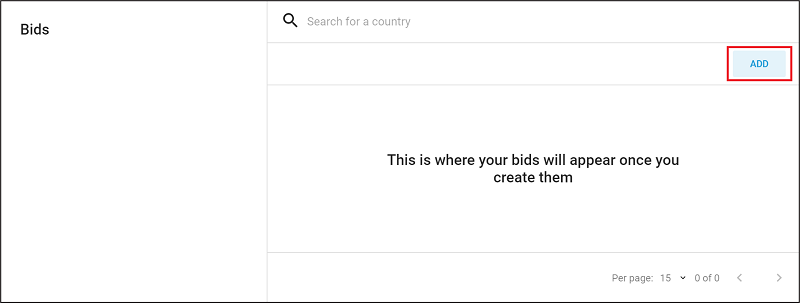 Bids
Search for a country
ADD
This is where your bids will appear once you
create them
Per page: 15 0 of 0